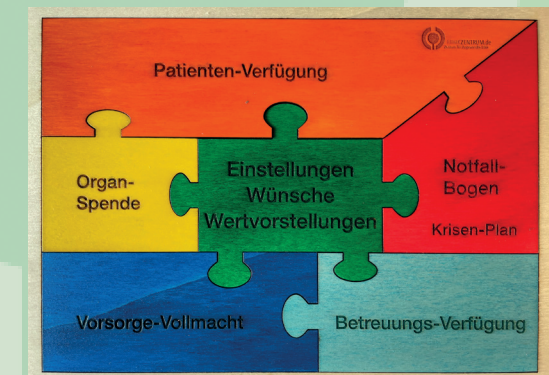 Patienten-Verfügung
Organ-
Spende
Einstellungen
Wünsche
Wertvorstellungen
Notfall-
Bogen
Krisen-Plan
Vorsorge-Vollmacht
Betreuungs-Verfügung